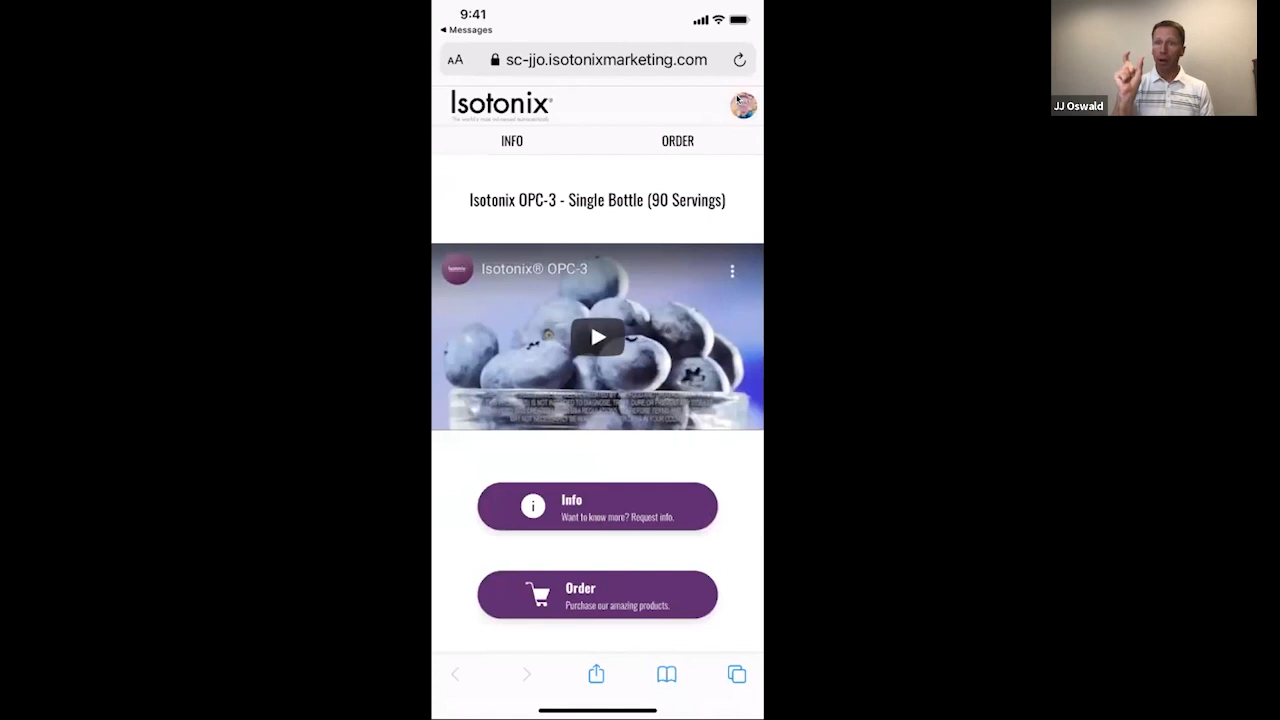 9:41
Messages
AA sc-jjo.isotonixmarketing.com
Isotonix®
INFO ORDER
Isotonix OPC-3 - Single Bottle (90 Servings)
Isotonix® OPC-3
Info
Want to know more? Request info.
Order
Purchase our amazing products.
JJ Oswald